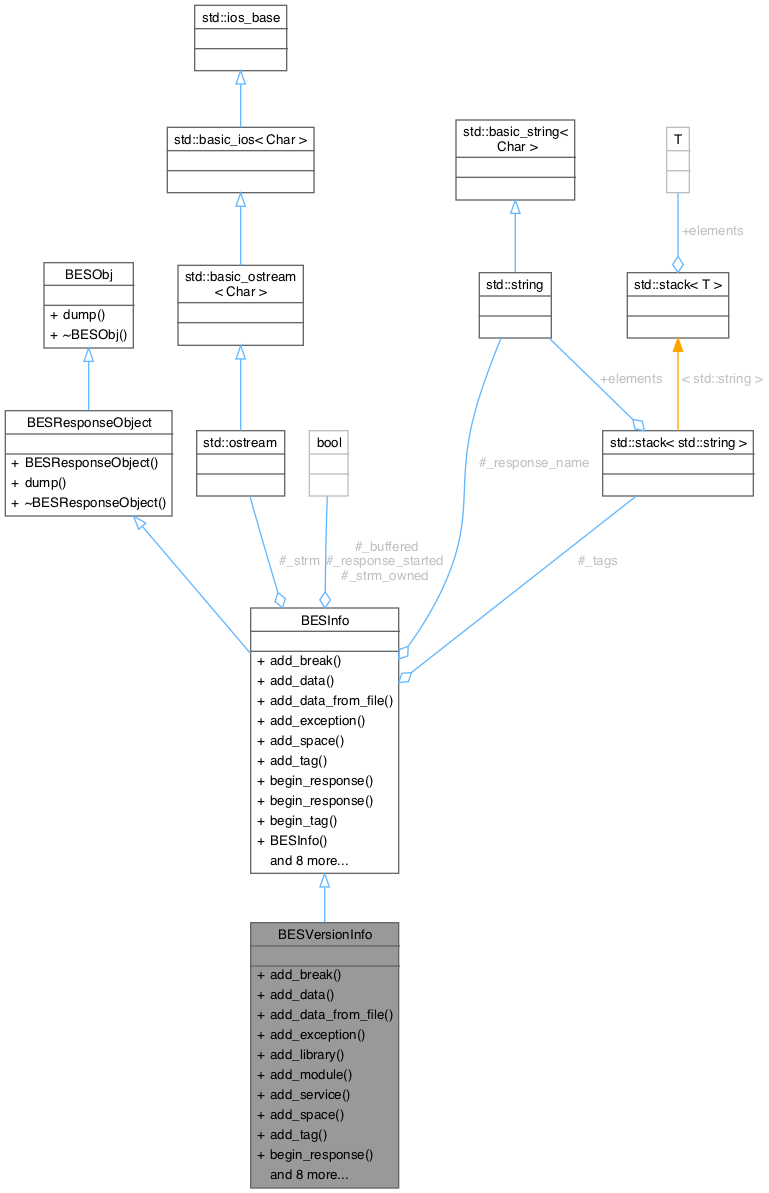 std::ios_base
std::basic_ios< Char >
std::basic_string<
Char >
T
+elements
BESObj
+ dump()
+ ~BESObj()
std::basic_ostream
< Char >
std::string
std::stack< T >
+elements
< std::string >
BESResponseObject
+ BESResponseObject()
+ dump()
+ ~BESResponseObject()
std::ostream
bool
std::stack< std::string >
#_response_name
#_strm
#_buffered
#_response_started
#_strm_owned
#_tags
BESInfo
+ add_break()
+ add_data()
+ add_data_from_file()
+ add_exception()
+ add_space()
+ add_tag()
+ begin_response()
+ begin_response()
+ begin_tag()
+ BESInfo()
and 8 more...
BESVersionInfo
+ add_break()
+ add_data()
+ add_data_from_file()
+ add_exception()
+ add_library()
+ add_module()
+ add_service()
+ add_space()
+ add_tag()
+ begin_response()
and 8 more...